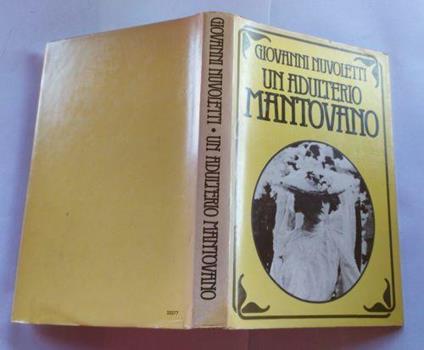 GIOVANNI NUVOLETTI
UN ADULTERIO
MANTOVANO
GIOVANNI NUVOLETTI • UN ADULTERIO MANTOVANO